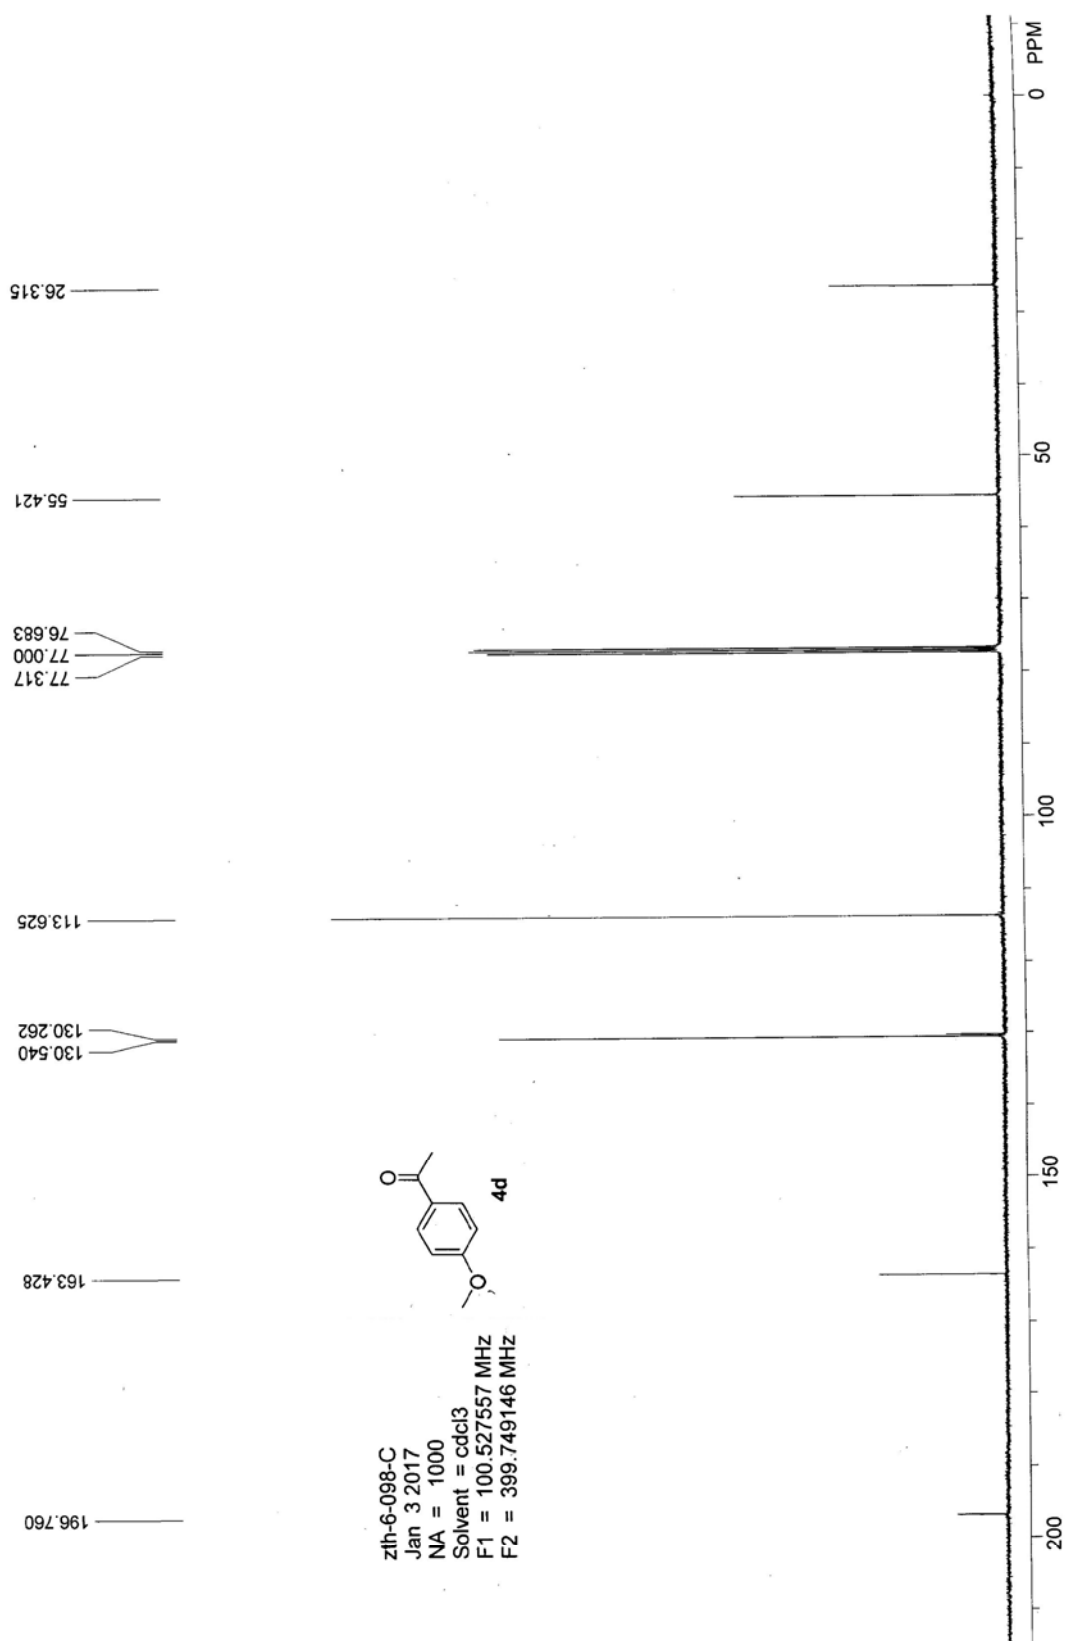 196.760
163.428
130.540
130.262
113.625
77.317
77.000
76.683
55.421
26.315
zth-6-098-C
Jan 3 2017
NA = 1000
Solvent = cdcl3
F1 = 100.527557 MHz
F2 = 399.749146 MHz
O
O
4d
200
150
100
50
0
PPM